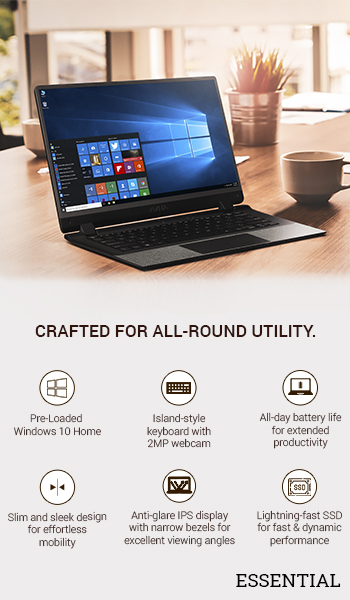 CRAFTED FOR ALL-ROUND UTILITY.
Pre-Loaded
Windows 10 Home
Island-style
keyboard with
2MP webcam
All-day battery life
for extended
productivity
Slim and sleek design
for effortless
mobility
Anti-glare IPS display
with narrow bezels for
excellent viewing angles
SSD
Lightning-fast SSD
for fast & dynamic
performance
ESSENTIAL